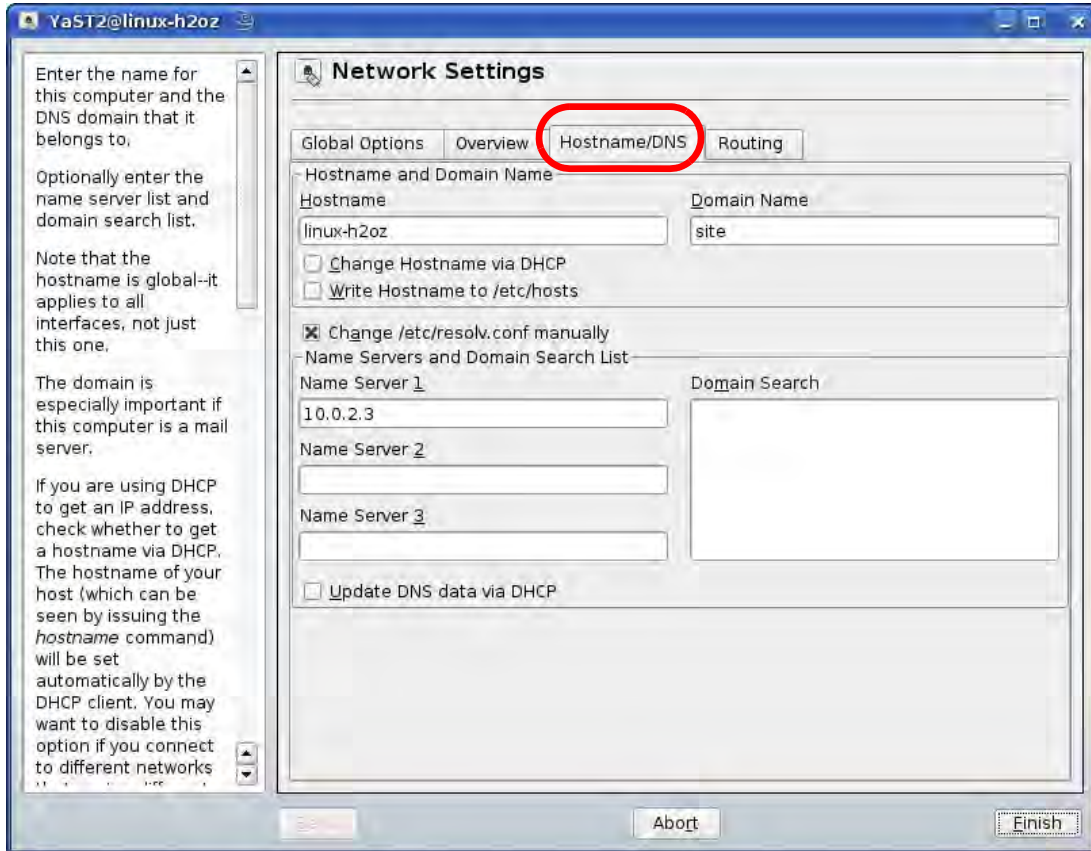 YaST2@linux-h2oz
Enter the name for
this computer and the
DNS domain that it
belongs to.
Optionally enter the
name server list and
domain search list.
Note that the
hostname is global--it
applies to all
interfaces, not just
this one.
The domain is
especially important if
this computer is a mail
server.
If you are using DHCP
to get an IP address,
check whether to get
a hostname via DHCP.
The hostname of your
host (which can be
seen by issuing the
hostname command)
will be set
automatically by the
DHCP client. You may
want to disable this
option if you connect
to different networks
Network Settings
Global Options Overview Hostname/DNS Routing
Hostname and Domain Name
Hostname Domain Name
linux-h2oz site
Change Hostname via DHCP
Write Hostname to /etc/hosts
Change /etc/resolv.conf manually
Name Servers and Domain Search List
Name Server 1 Domain Search
10.0.2.3
Name Server 2
Name Server 3
Update DNS data via DHCP
Abort Finish